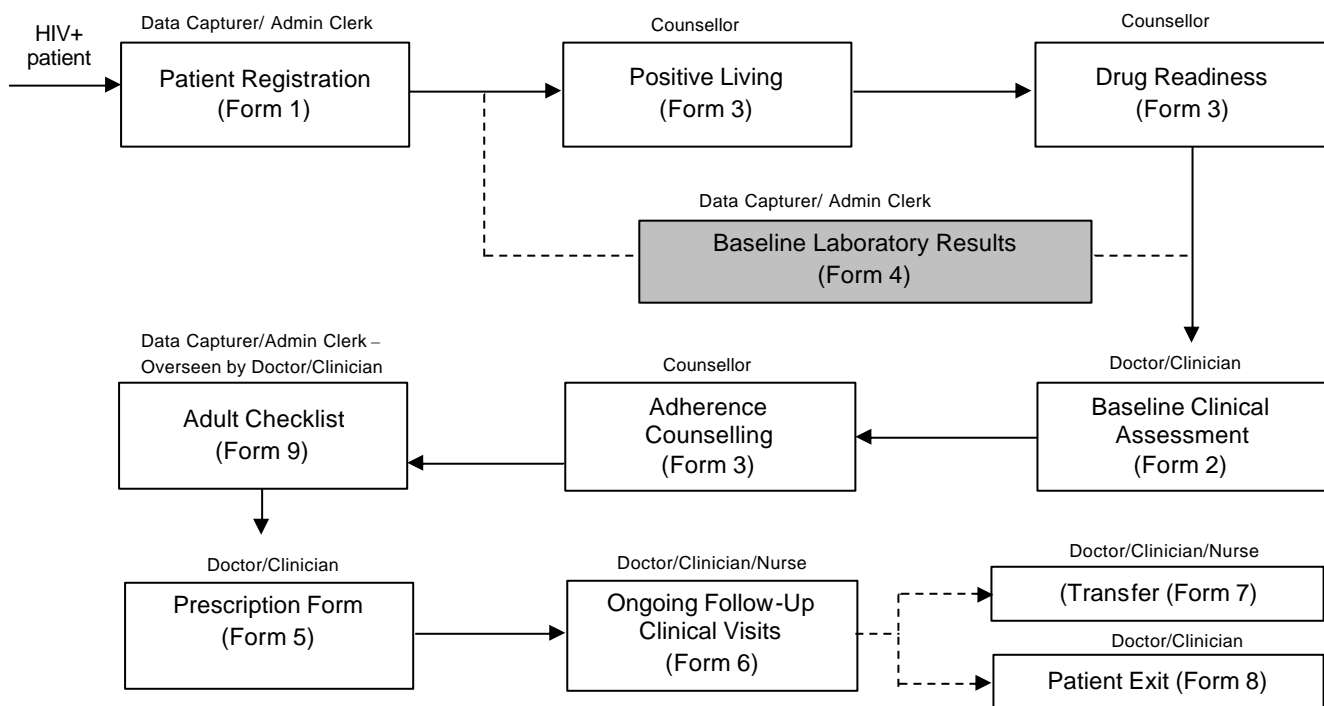 Data Capturer/ Admin Clerk
HIV+
patient
Patient Registration
(Form 1)
Counsellor
Positive Living
(Form 3)
Counsellor
Drug Readiness
(Form 3)
Data Capturer/ Admin Clerk
Baseline Laboratory Results
(Form 4)
Data Capturer/Admin Clerk –
Overseen by Doctor/Clinician
Adult Checklist
(Form 9)
Counsellor
Adherence
Counselling
(Form 3)
Doctor/Clinician
Baseline Clinical
Assessment
(Form 2)
Doctor/Clinician
Prescription Form
(Form 5)
Doctor/Clinician/Nurse
Ongoing Follow-Up
Clinical Visits
(Form 6)
Doctor/Clinician/Nurse
(Transfer (Form 7)
Doctor/Clinician
Patient Exit (Form 8)